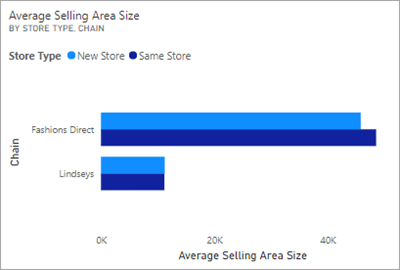 Average Selling Area Size
BY STORE TYPE, CHAIN
Store Type New Store Same Store
Chain
Fashions Direct
Lindseys
0K 20K 40K
Average Selling Area Size